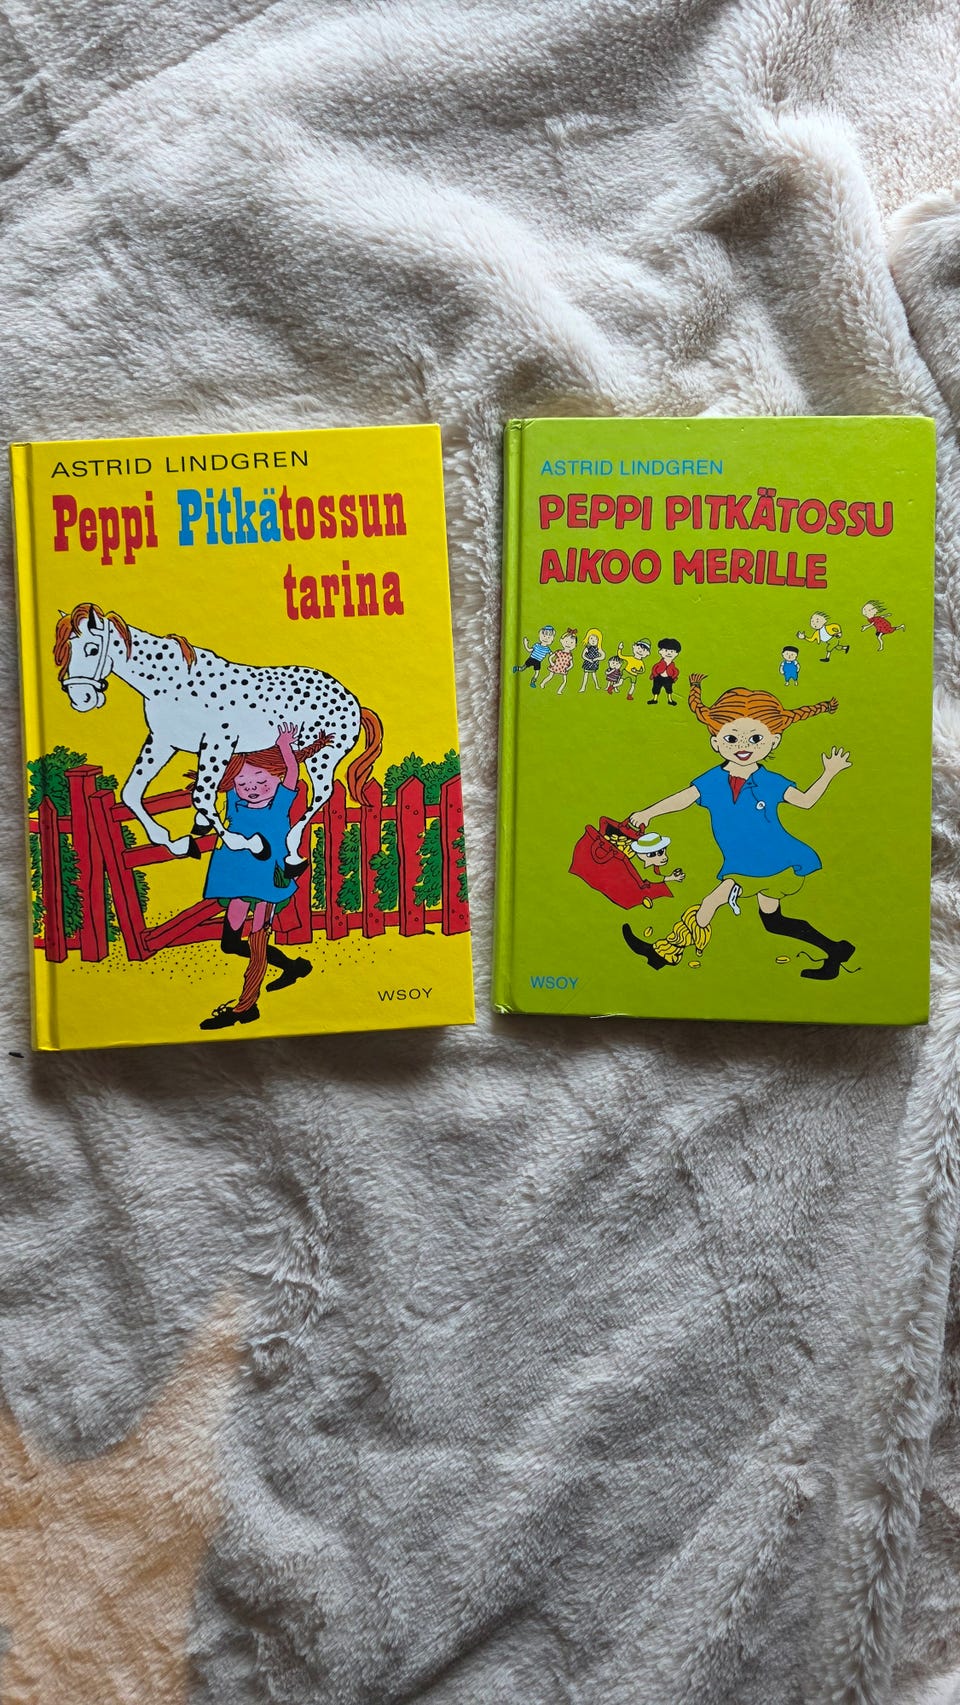 ASTRID LINDGREN
Peppi Pitkätossun
tarina
WSOY
ASTRID LINDGREN
PEPPI PITKÄTOSSU
AIKOO MERILLE
WSOY